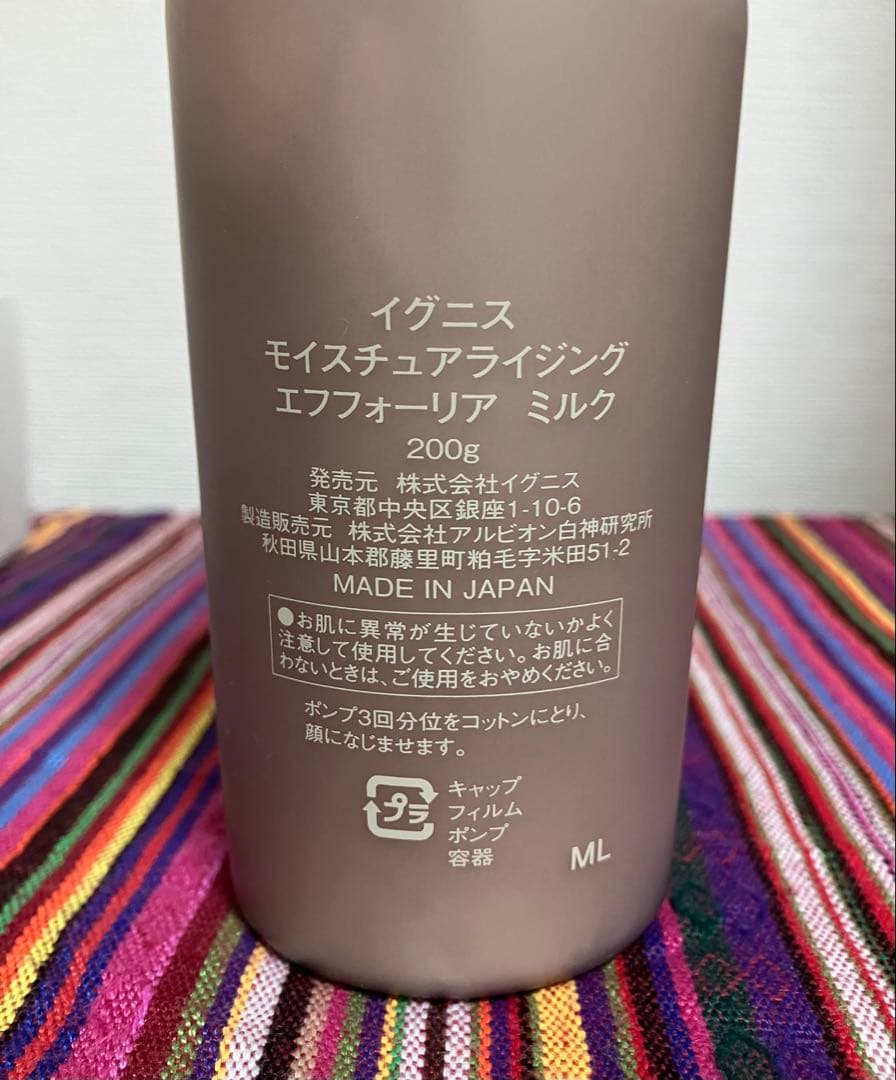 イグニス
モイスチュアライジング
エフフォーリア ミルク
200g
発売元 株式会社イグニス
東京都中央区銀座1-10-6
製造販売元 株式会社アルビオン白神研究所
秋田県山本郡藤里町粕毛字米田51-2
MADE IN JAPAN
●お肌に異常が生じていないかよく
注意して使用してください。お肌に合
わないときは、ご使用をおやめください。
ポンプ3回分位をコットンにとり、
顔になじませます。
プラ
キャップ
フィルム
ポンプ
容器
ML